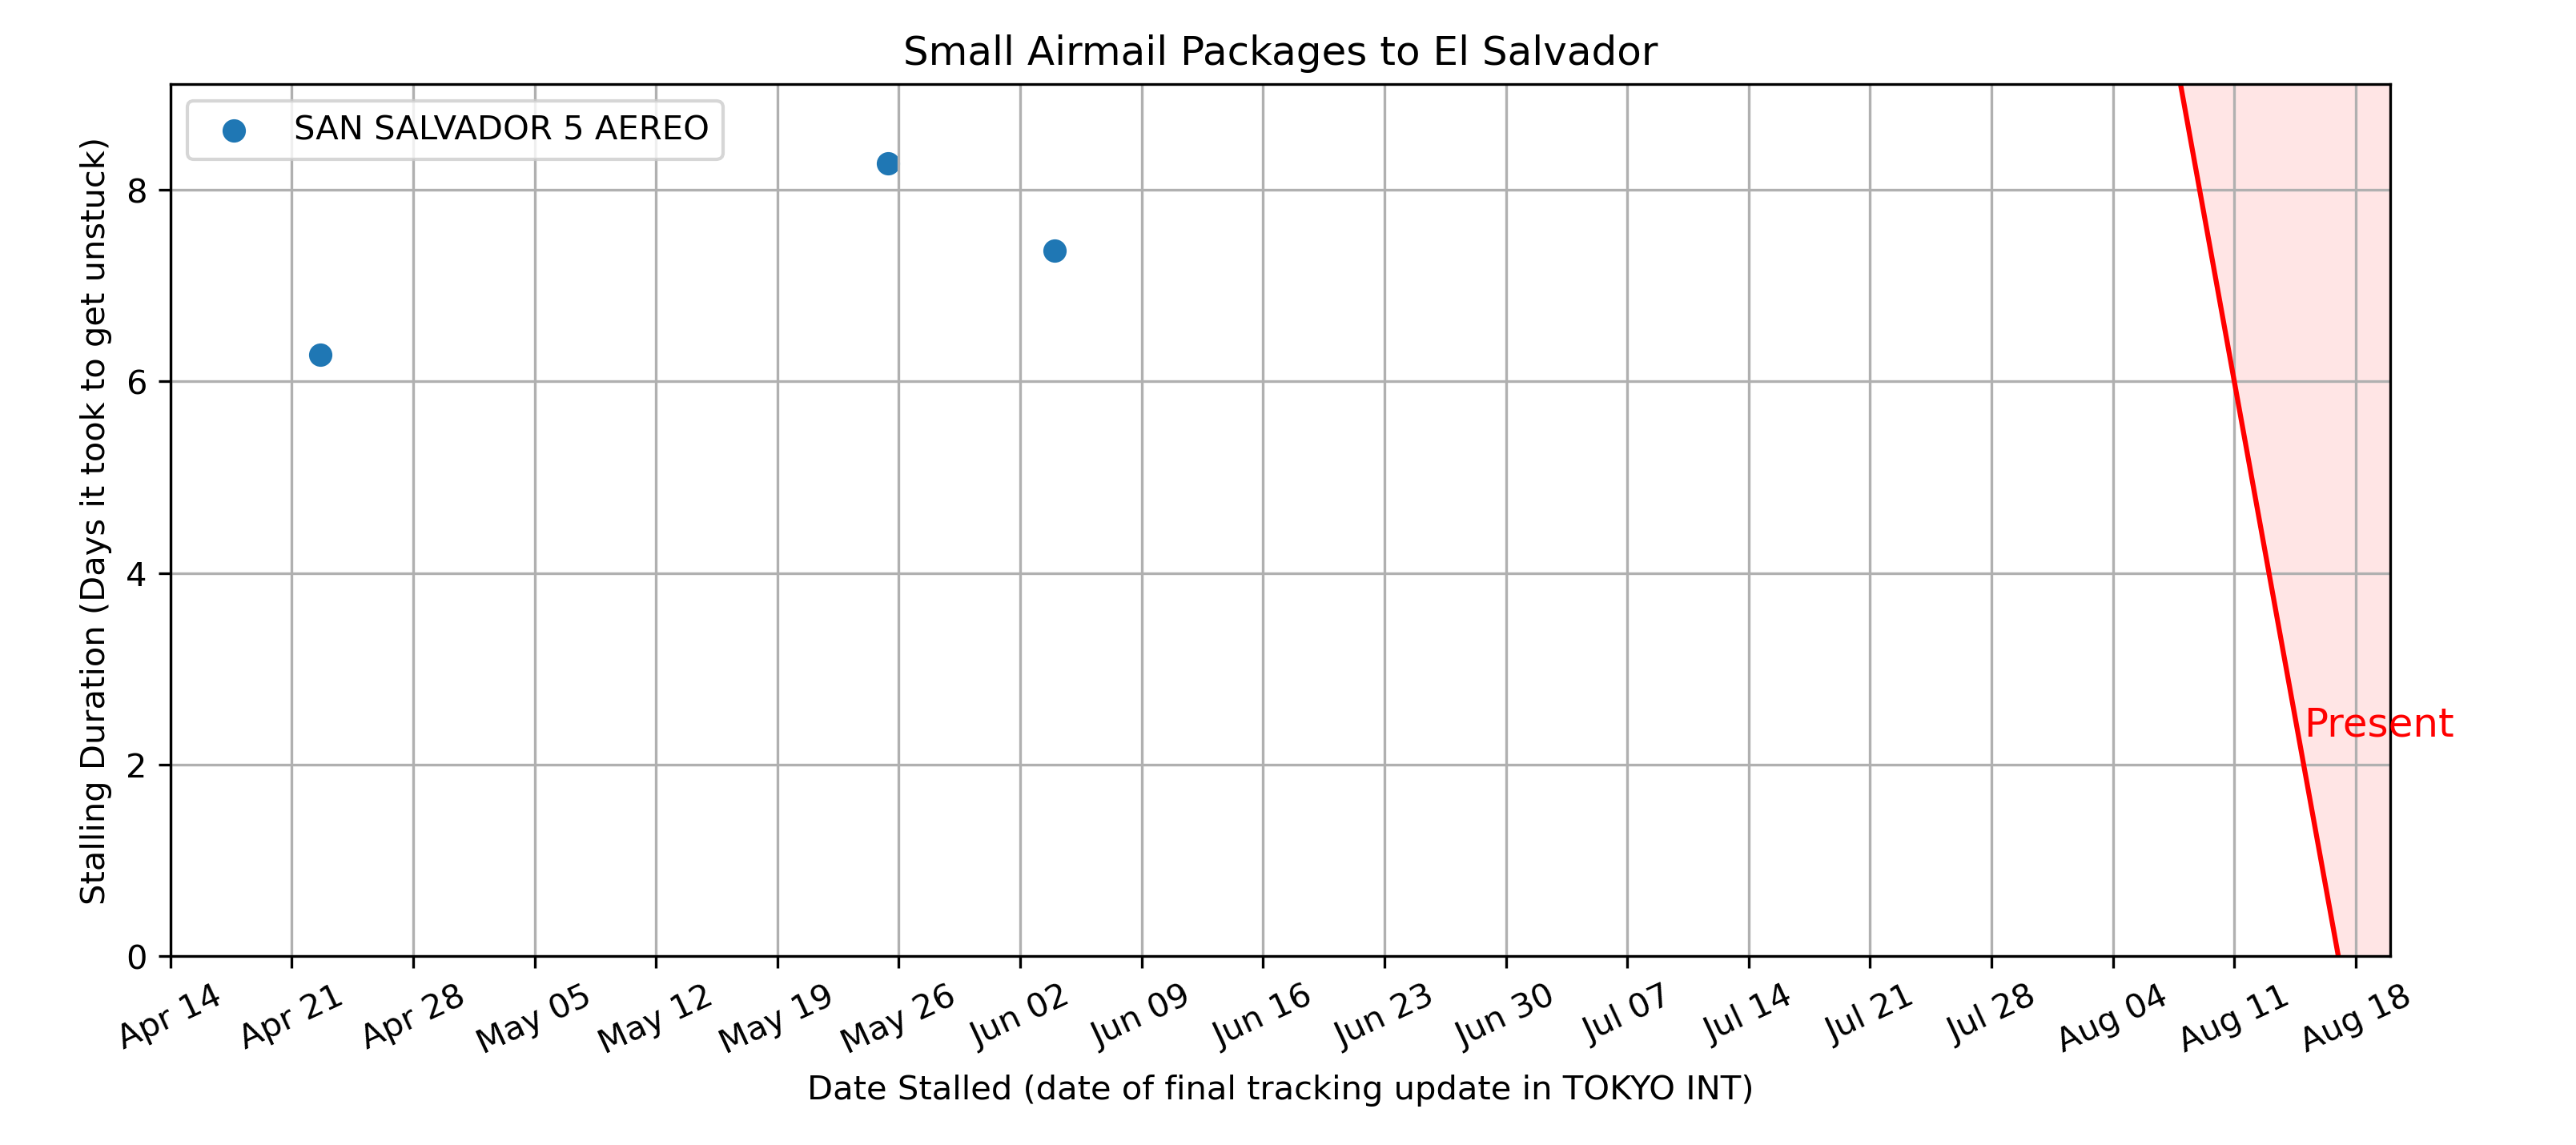 Small Airmail Packages to El Salvador
SAN SALVADOR 5 AEREO
Stalling Duration (Days it took to get unstuck)
8
6
4
2
0
Present
Apr 14
Apr 21
Apr 28
May 05
May 12
May 19
May 26
Jun 02
Jun 09
Jun 16
Jun 23
Jun 30
Jul 07
Jul 14
Jul 21
Jul 28
Aug 04
Aug 11
Aug 18
Date Stalled (date of final tracking update in TOKYO INT)